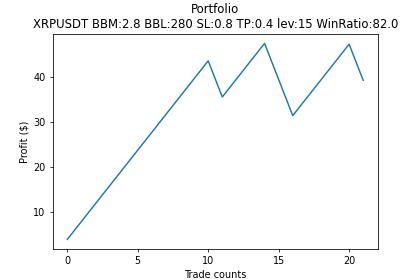 Portfolio
XRPUSDT BBM:2.8 BBL:280 SL:0.8 TP:0.4 lev:15 WinRatio:82.0
40
30
20
10
Profit ($)
0 5 10 15 20
Trade counts